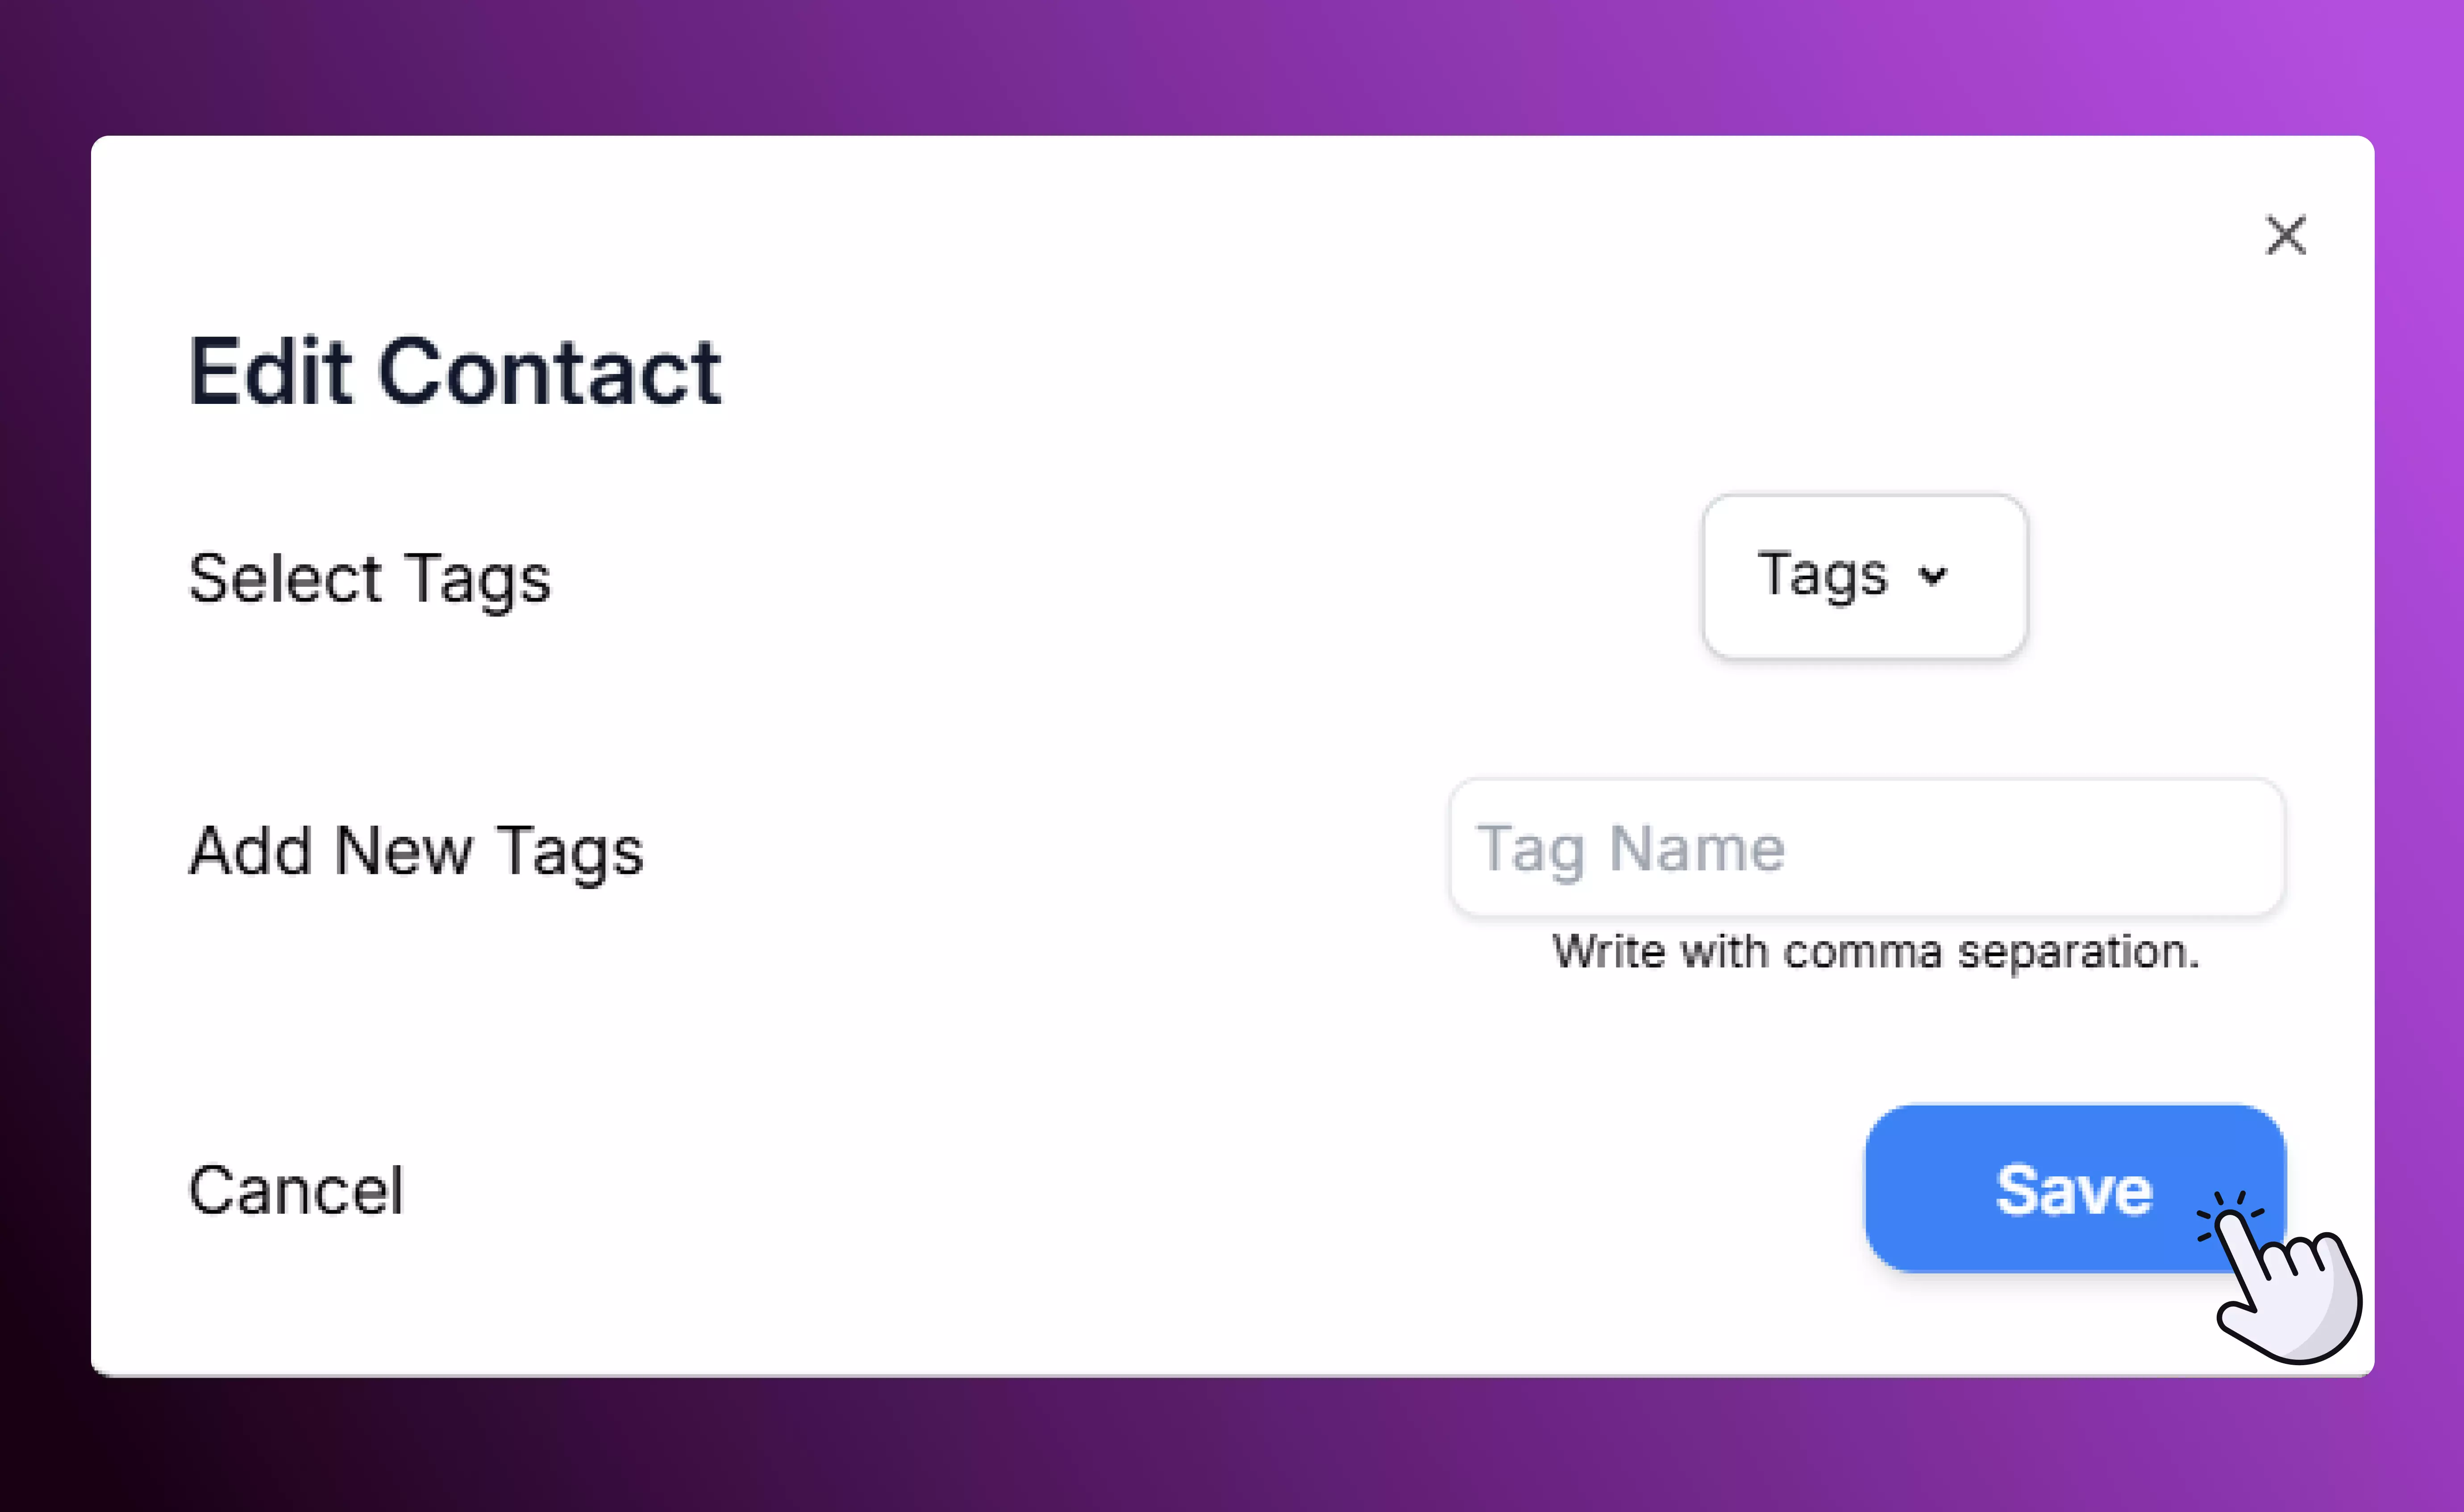 Edit Contact
Select Tags
Tags
Add New Tags
Tag Name
Write with comma separation.
Cancel
Save